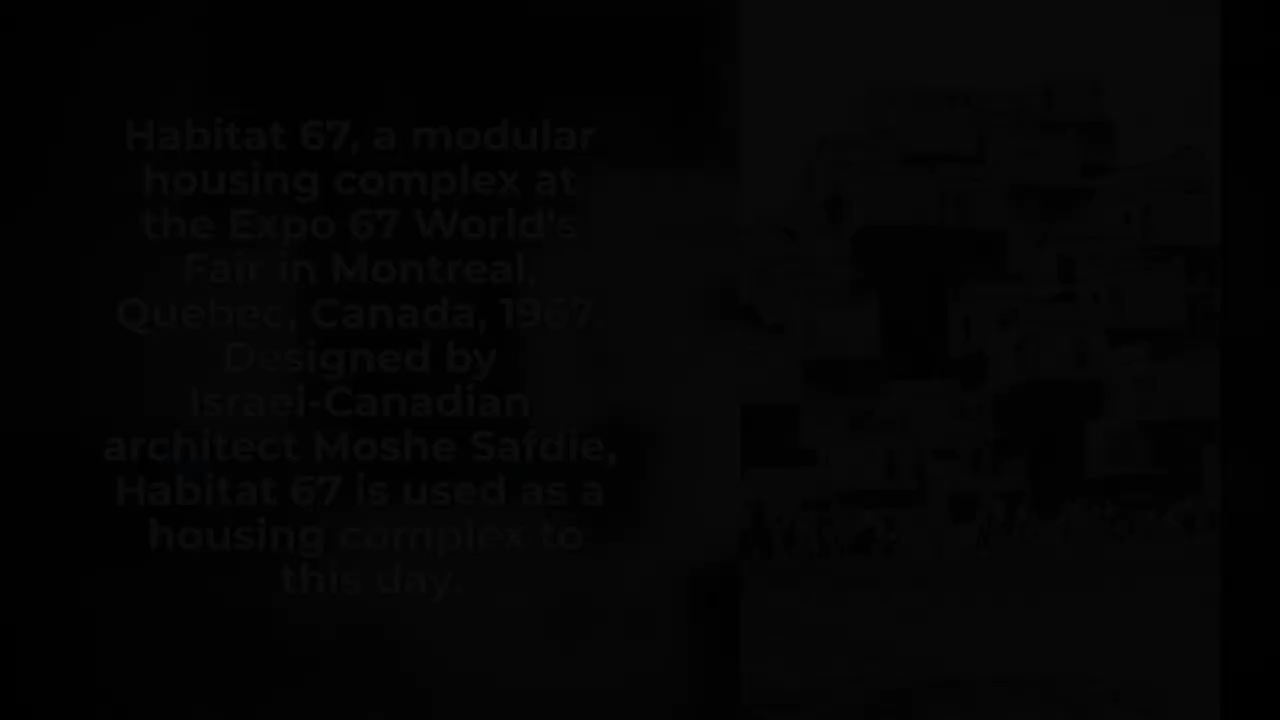 Habitat 67, a modular
housing complex at
the Expo 67 World's
Fair in Montreal,
Quebec, Canada, 1967.
Designed by
Israel-Canadian
architect Moshe Safdie,
Habitat 67 is used as a
housing complex to
this day.